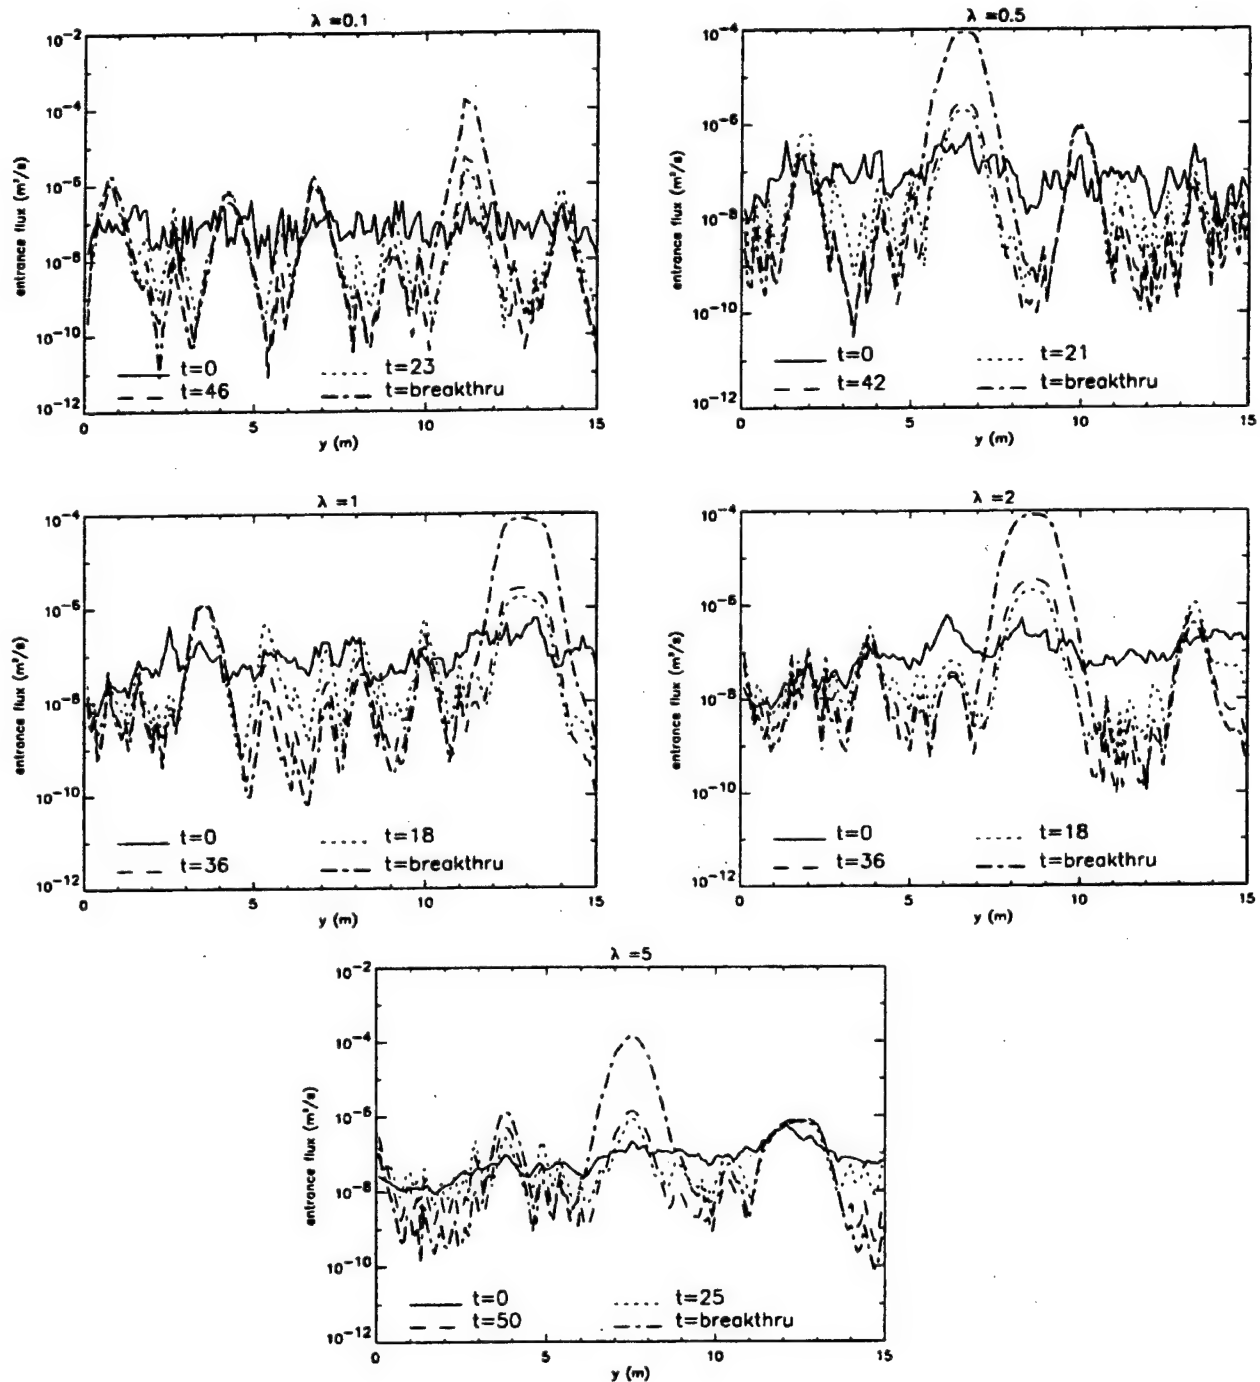 λ =0.1
10⁻²
10⁻⁴
10⁻⁶
10⁻⁸
10⁻¹⁰
10⁻¹²
entrance flux (m³/s)
t=0
t=23
t=46
t=breakthru
0 5 10 15
y (m)
λ =0.5
10⁻⁴
10⁻⁶
10⁻⁸
10⁻¹⁰
10⁻¹²
entrance flux (m³/s)
t=0
t=21
t=42
t=breakthru
0 5 10 15
y (m)
λ =1
10⁻⁴
10⁻⁶
10⁻⁸
10⁻¹⁰
10⁻¹²
entrance flux (m³/s)
t=0
t=18
t=36
t=breakthru
0 5 10 15
y (m)
λ =2
10⁻⁴
10⁻⁶
10⁻⁸
10⁻¹⁰
10⁻¹²
entrance flux (m³/s)
t=0
t=18
t=36
t=breakthru
0 5 10 15
y (m)
λ =5
10⁻²
10⁻⁴
10⁻⁶
10⁻⁸
10⁻¹⁰
10⁻¹²
entrance flux (m³/s)
t=0
t=25
t=50
t=breakthru
0 5 10 15
y (m)